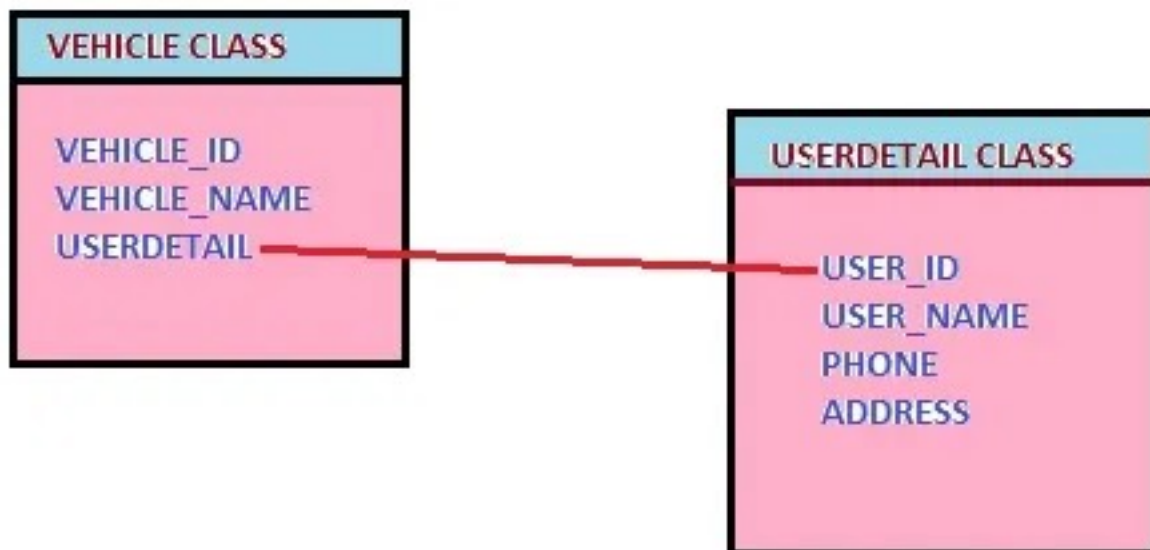 VEHICLE CLASS
VEHICLE_ID
VEHICLE_NAME
USERDETAIL
USERDETAIL CLASS
USER_ID
USER_NAME
PHONE
ADDRESS